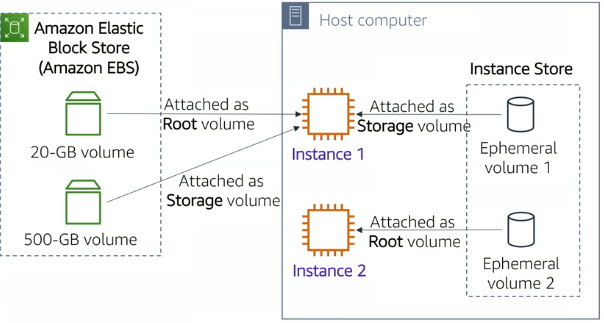 Amazon Elastic
Block Store
(Amazon EBS)
20-GB volume
500-GB volume
Attached as
Root volume
Attached as
Storage volume
Host computer
Instance 1
Instance 2
Attached as
Storage volume
Attached as
Root volume
Instance Store
Ephemeral
volume 1
Ephemeral
volume 2